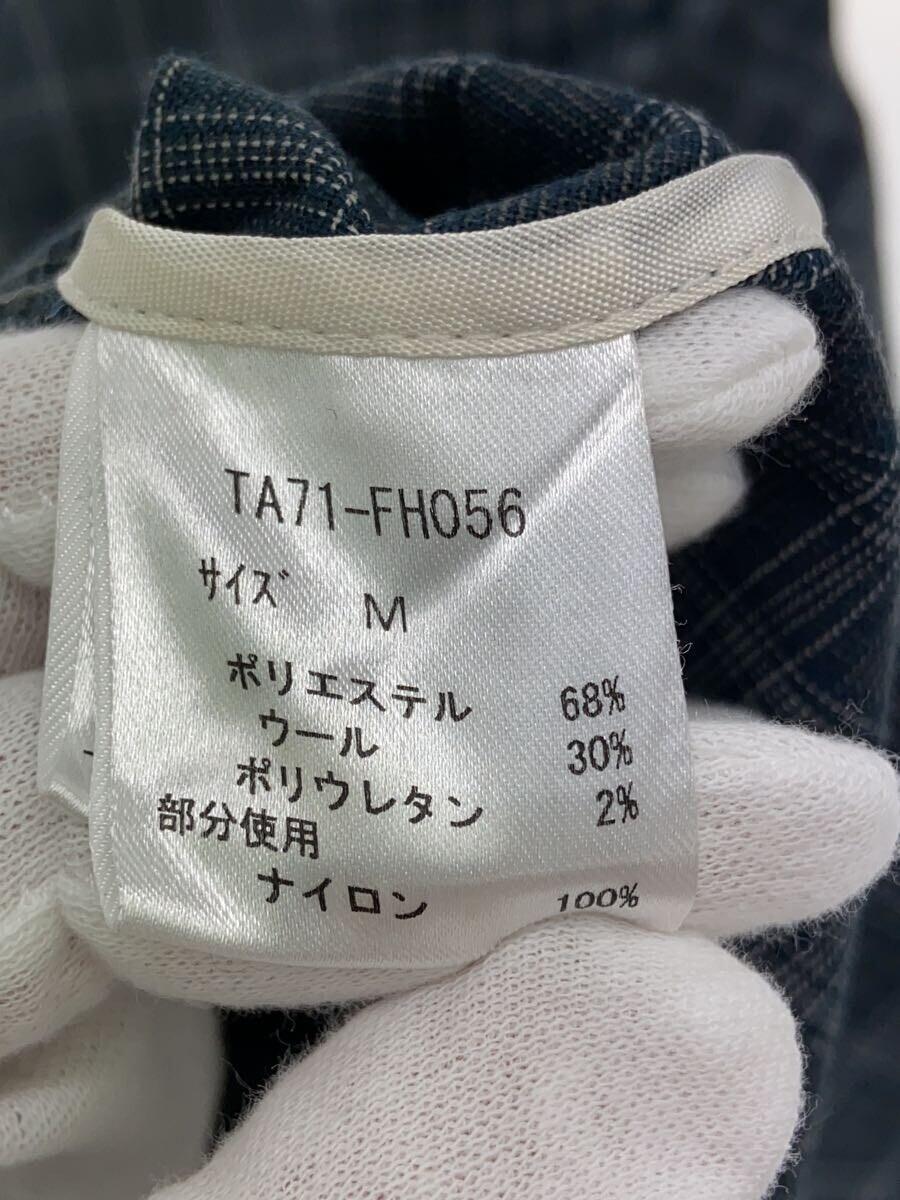 TA71-FH056
サイズ M
ポリエステル 68%
ウール 30%
ポリウレタン 2%
部分使用
ナイロン 100%